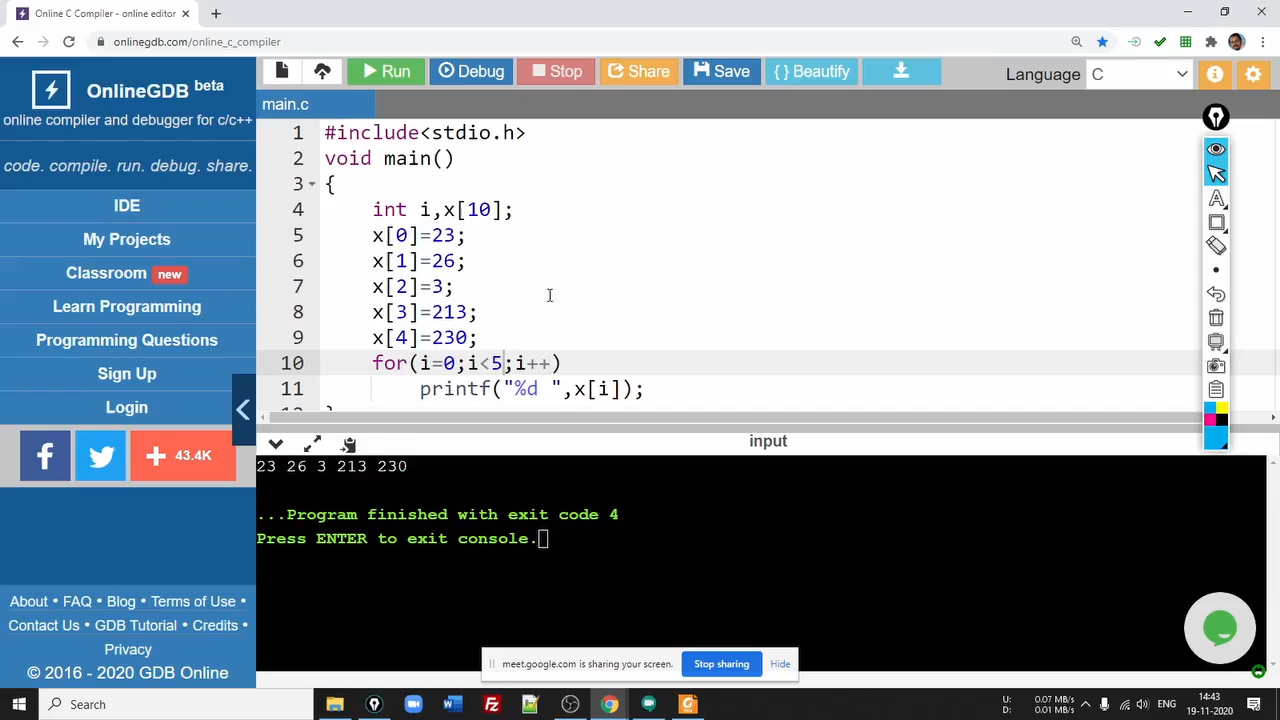 Online C Compiler - online editor
onlinegdb.com/online_c_compiler
OnlineGDB beta
online compiler and debugger for c/c++
code. compile. run. debug. share.
IDE
My Projects
Classroom new
Learn Programming
Programming Questions
Sign Up
Login
43.4K
About • FAQ • Blog • Terms of Use •
Contact Us • GDB Tutorial • Credits •
Privacy
© 2016 - 2020 GDB Online
Run Debug Stop Share Save { } Beautify Language C
main.c
1 #include<stdio.h>
2 void main()
3 {
4 int i,x[10];
5 x[0]=23;
6 x[1]=26;
7 x[2]=3;
8 x[3]=213;
9 x[4]=230;
10 for(i=0;i<5;i++)
11 printf("%d ",x[i]);
input
23 26 3 213 230
...Program finished with exit code 4
Press ENTER to exit console.
meet.google.com is sharing your screen. Stop sharing Hide
Search
U: 0.07 MB/s
D: 0.01 MB/s
ENG
14:43
19-11-2020